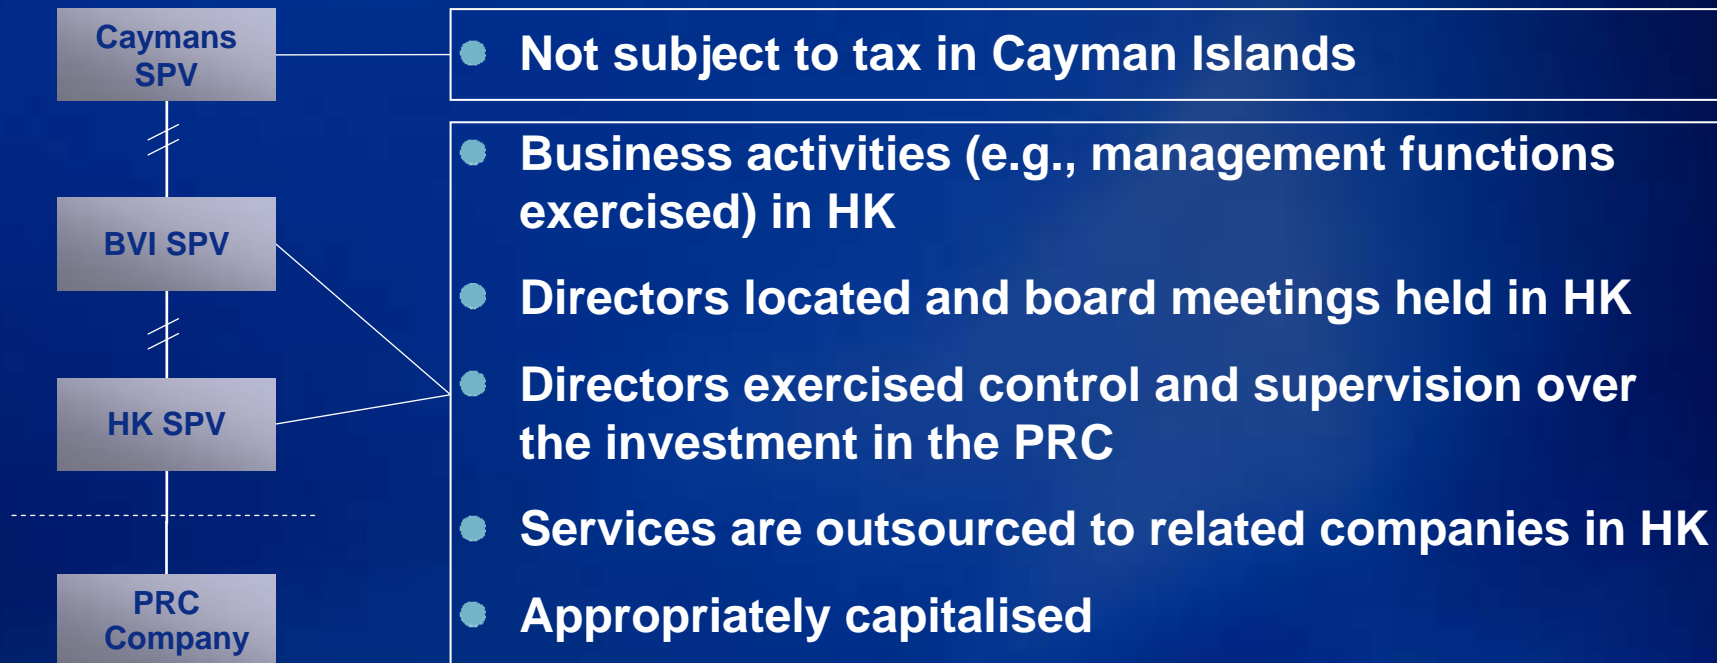 Caymans
SPV
Not subject to tax in Cayman Islands
BVI SPV
HK SPV
PRC
Company
Business activities (e.g., management functions
exercised) in HK
Directors located and board meetings held in HK
Directors exercised control and supervision over
the investment in the PRC
Services are outsourced to related companies in HK
Appropriately capitalised